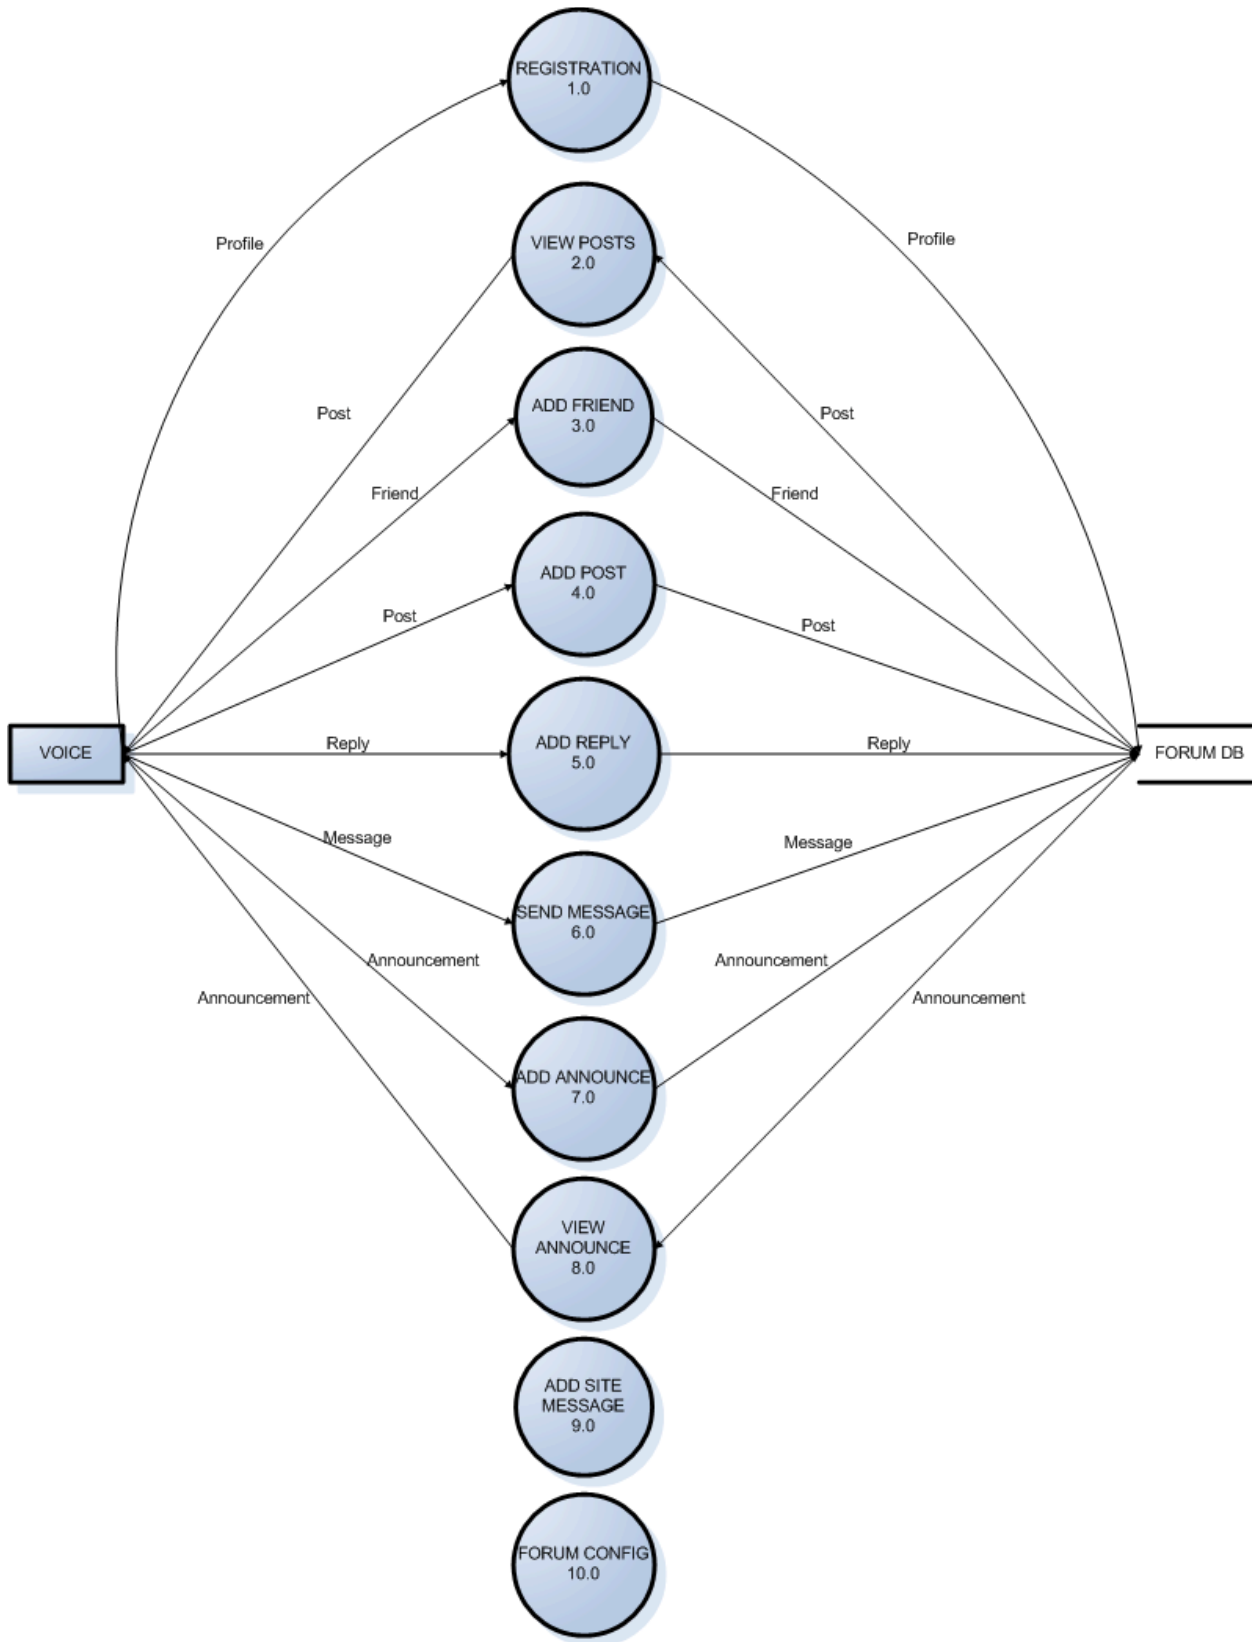 REGISTRATION
1.0
Profile
Profile
VIEW POSTS
2.0
Post
Post
ADD FRIEND
3.0
Friend
Friend
ADD POST
4.0
Post
Post
VOICE
Reply
ADD REPLY
5.0
Reply
FORUM DB
Message
Message
SEND MESSAGE
6.0
Announcement
Announcement
Announcement
Announcement
ADD ANNOUNCE
7.0
VIEW
ANNOUNCE
8.0
ADD SITE
MESSAGE
9.0
FORUM CONFIG
10.0